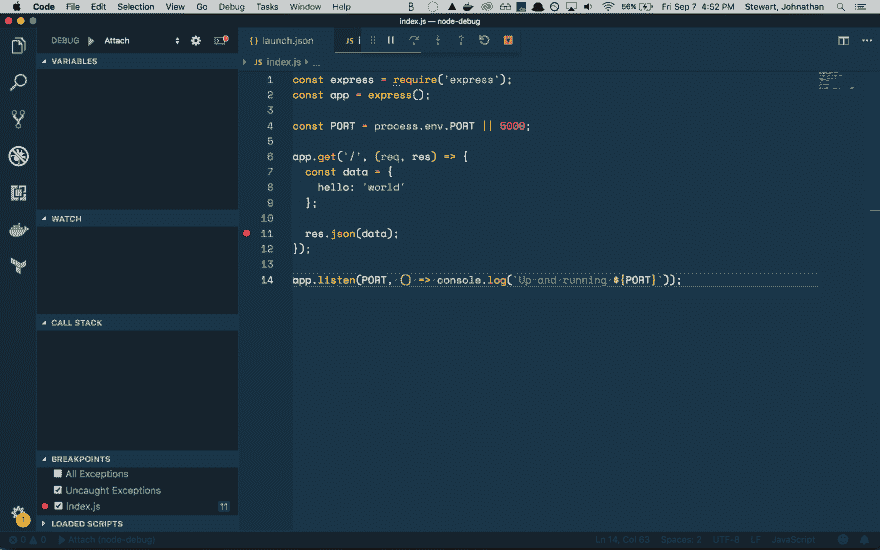 Code File Edit Selection View Go Debug Tasks Window Help 56% Fri Sep 7 4:52 PM Stewart, Johnathan
index.js — node-debug
DEBUG Attach
{ } launch.json
JS i
VARIABLES
JS index.js › ...
1 const express = require('express');
2 const app = express();
3
4 const PORT = process.env.PORT || 5000;
5
6 app.get('/', (req, res) => {
7 const data = {
8 hello: 'world'
9 };
10
11 res.json(data);
12 });
13
14 app.listen(PORT, () => console.log(`Up and running ${PORT}`));
WATCH
CALL STACK
BREAKPOINTS
All Exceptions
Uncaught Exceptions
index.js 11
LOADED SCRIPTS
1
0 0 Attach (node-debug) Ln 14, Col 63 Spaces: 2 UTF-8 LF JavaScript